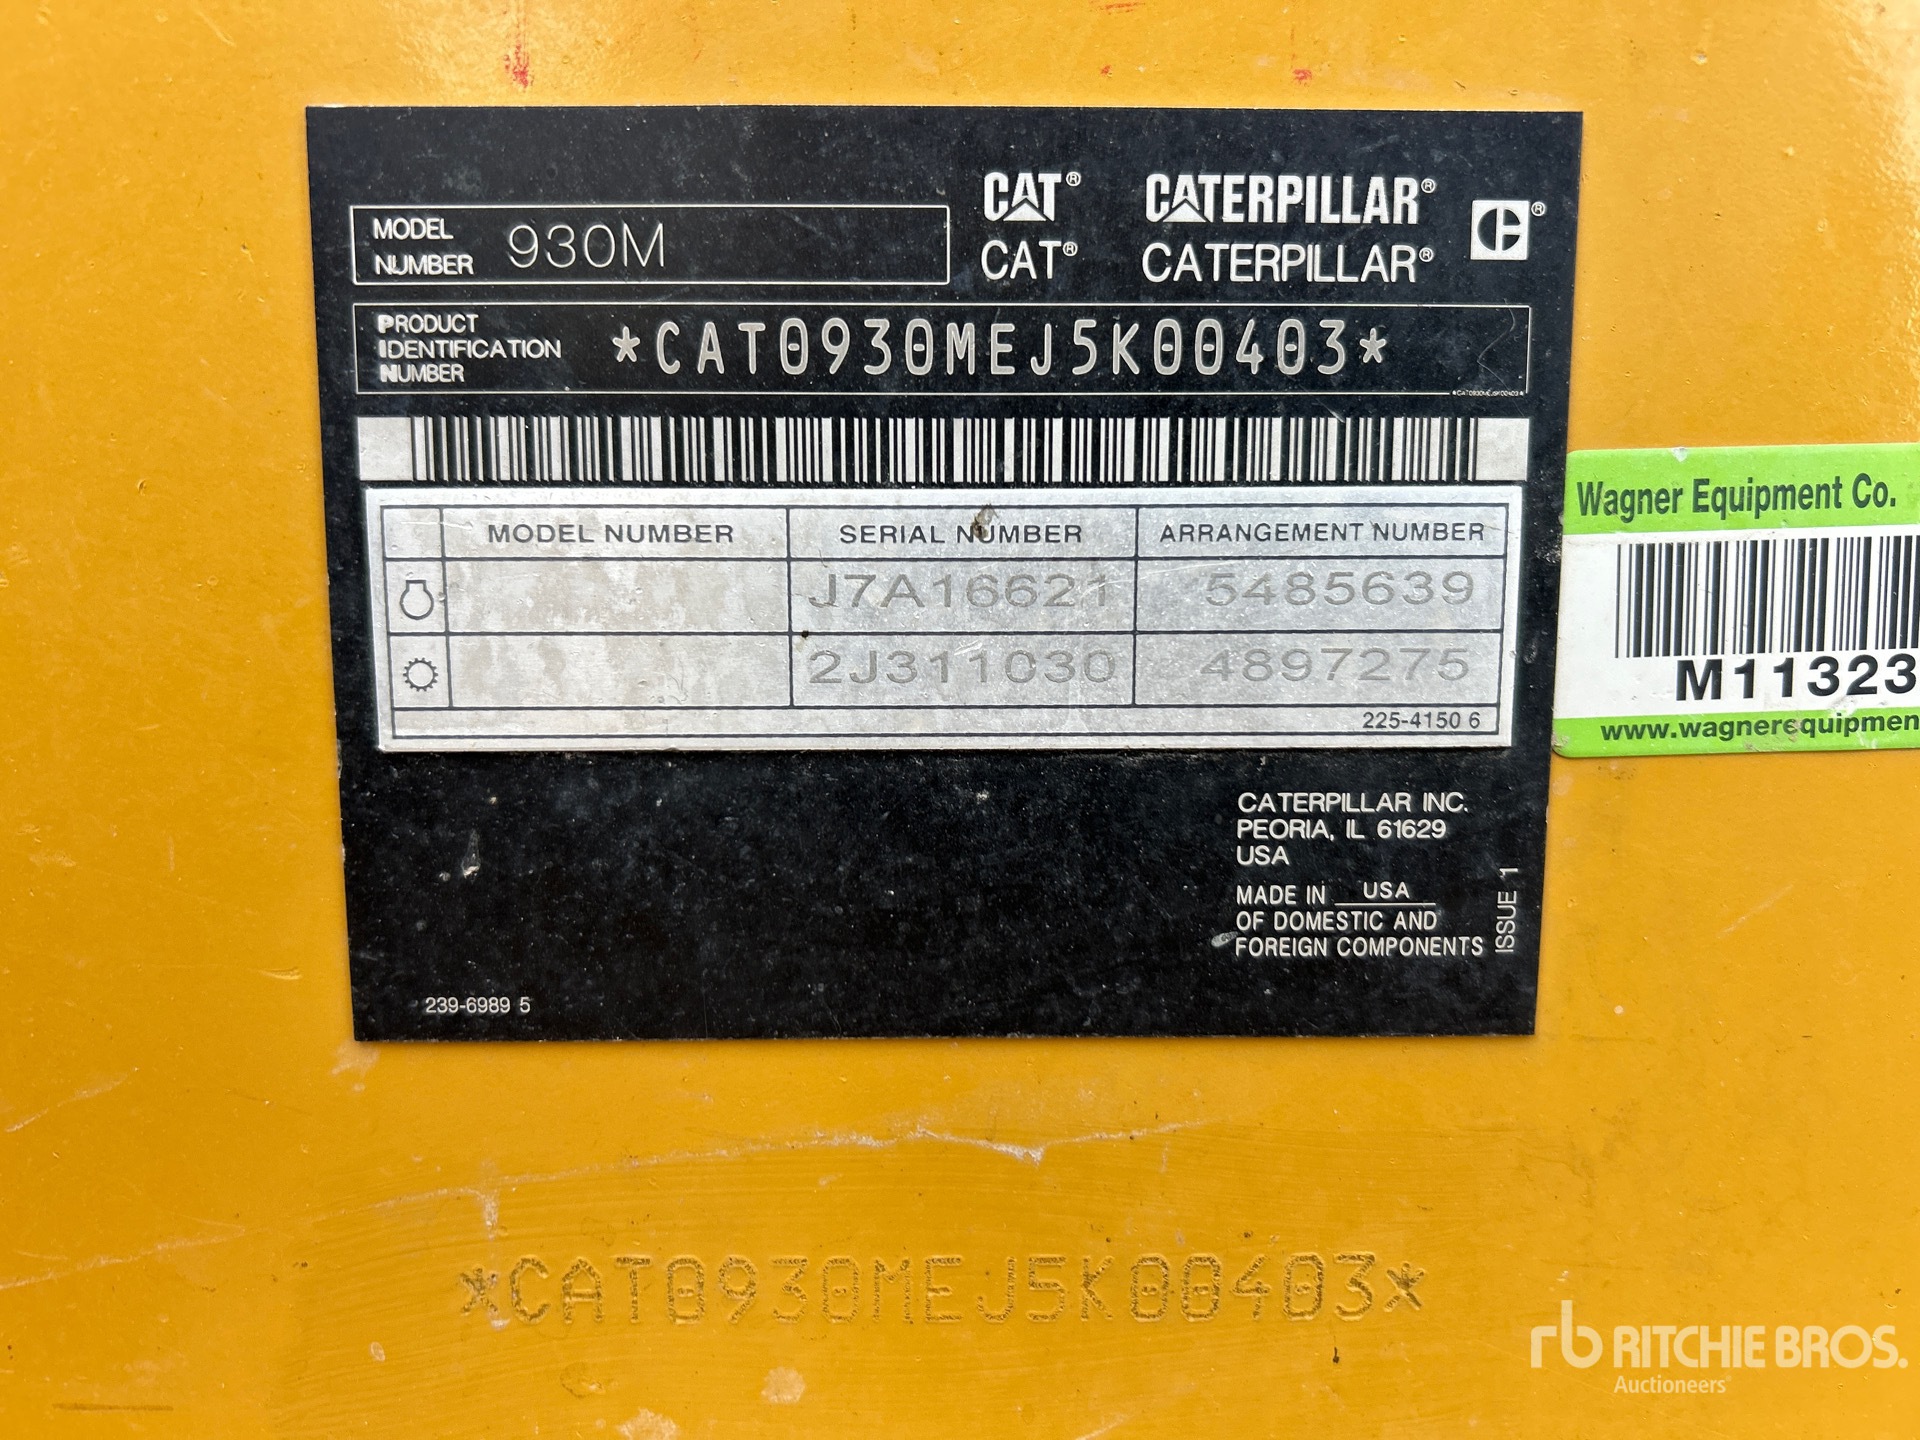 CAT® CATERPILLAR®
CAT® CATERPILLAR® ®
MODEL
NUMBER 930M
PRODUCT
IDENTIFICATION
NUMBER
*CAT0930MEJ5K00403*
*CAT0930MEJ5K00403*
MODEL NUMBER SERIAL NUMBER ARRANGEMENT NUMBER
J7A16621 5485639
2J311030 4897275
225-4150 6
CATERPILLAR INC.
PEORIA, IL 61629
USA
MADE IN USA
OF DOMESTIC AND
FOREIGN COMPONENTS
ISSUE 1
239-6989 5
Wagner Equipment Co.
M11323
www.wagnerequipmen
*CAT0930MEJ5K00403*
rb RITCHIE BROS.
Auctioneers